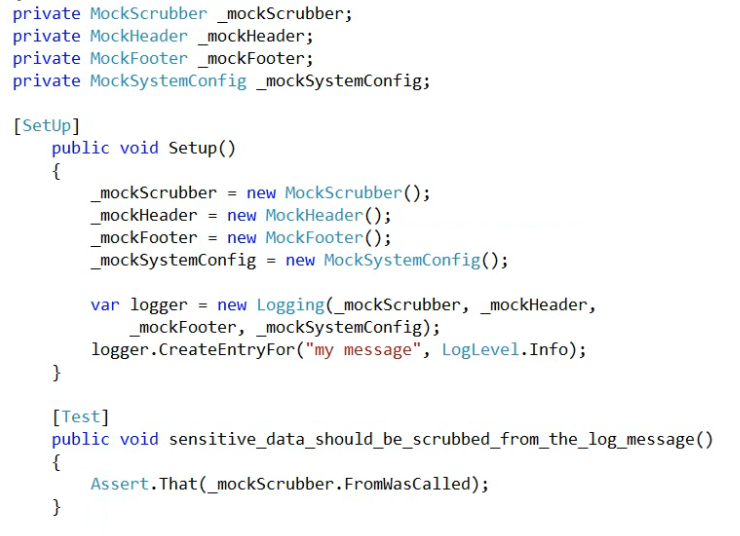 private MockScrubber _mockScrubber;
private MockHeader _mockHeader;
private MockFooter _mockFooter;
private MockSystemConfig _mockSystemConfig;
[SetUp]
public void Setup()
{
_mockScrubber = new MockScrubber();
_mockHeader = new MockHeader();
_mockFooter = new MockFooter();
_mockSystemConfig = new MockSystemConfig();
var logger = new Logging(_mockScrubber, _mockHeader,
_mockFooter, _mockSystemConfig);
logger.CreateEntryFor("my message", LogLevel.Info);
}
[Test]
public void sensitive_data_should_be_scrubbed_from_the_log_message()
{
Assert.That(_mockScrubber.FromWasCalled);
}